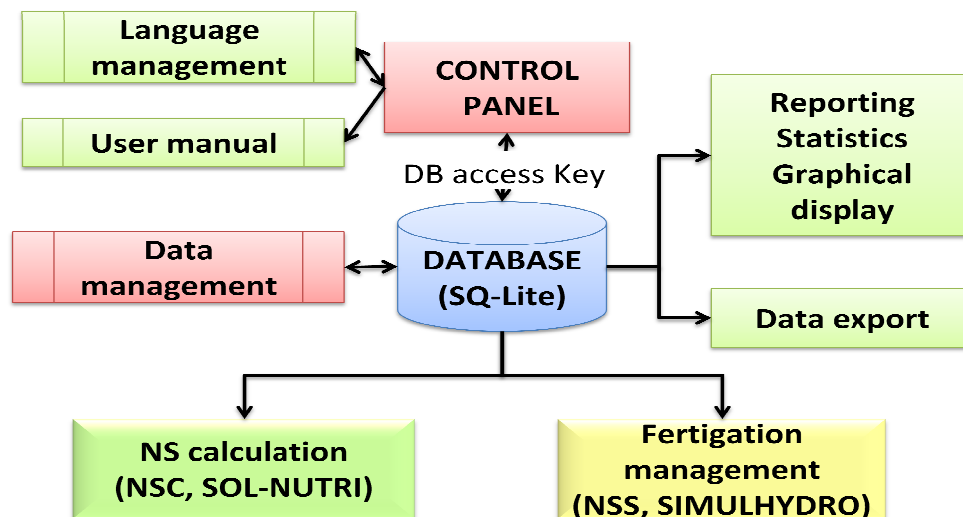 Language
management
CONTROL
PANEL
User manual
Reporting
Statistics
Graphical
display
DB access Key
Data
management
DATABASE
(SQ-Lite)
Data export
NS calculation
(NSC, SOL-NUTRI)
Fertigation
management
(NSS, SIMULHYDRO)